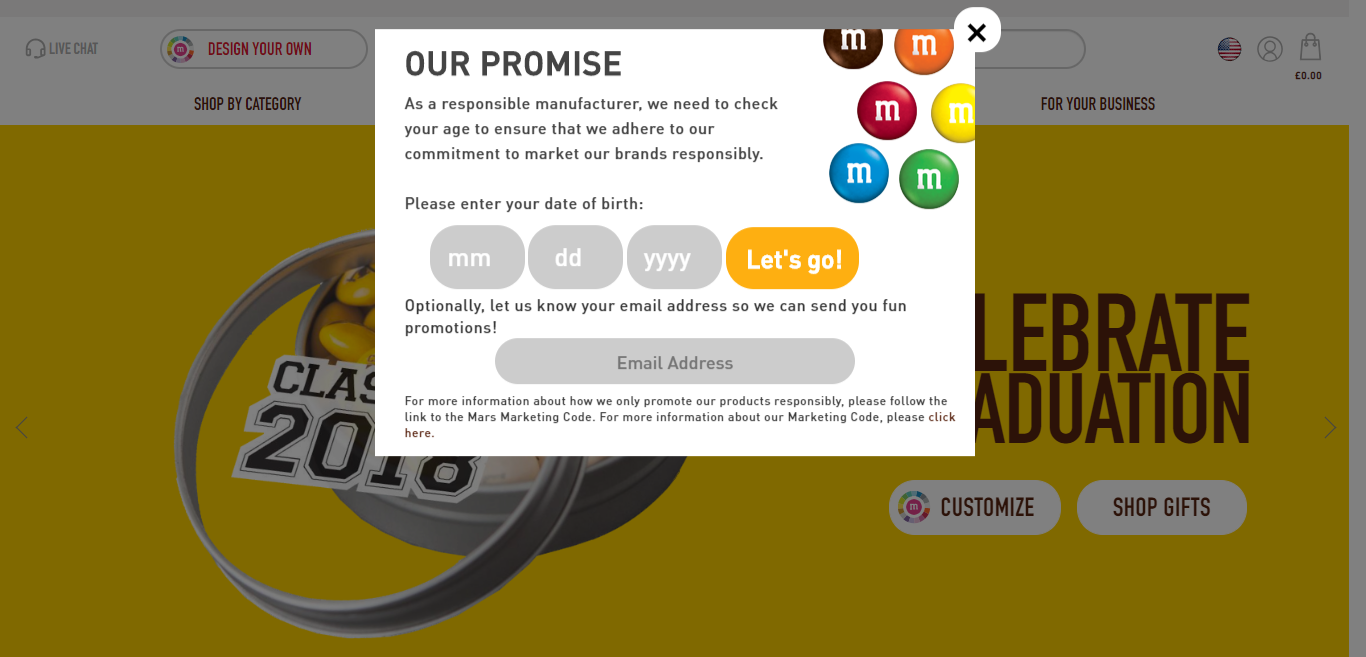 LIVE CHAT
DESIGN YOUR OWN
£0.00
SHOP BY CATEGORY
FOR YOUR BUSINESS
OUR PROMISE
m
m
m
m
m
m
As a responsible manufacturer, we need to check
your age to ensure that we adhere to our
commitment to market our brands responsibly.
Please enter your date of birth:
mm
dd
yyyy
Let's go!
Optionally, let us know your email address so we can send you fun
promotions!
Email Address
For more information about how we only promote our products responsibly, please follow the
link to the Mars Marketing Code. For more information about our Marketing Code, please click
here.
CLAS
2018
LEBRATE
ADUATION
m CUSTOMIZE
SHOP GIFTS